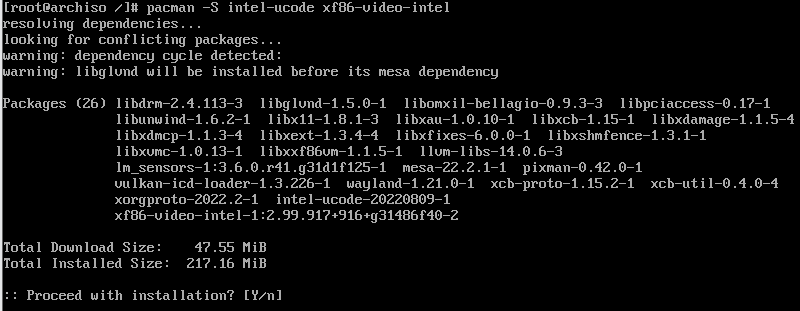 [root@archiso /]# pacman -S intel-ucode xf86-video-intel
resolving dependencies...
looking for conflicting packages...
warning: dependency cycle detected:
warning: libglvnd will be installed before its mesa dependency

Packages (26) libdrm-2.4.113-3  libglvnd-1.5.0-1  libomxil-bellagio-0.9.3-3  libpciaccess-0.17-1
              libunwind-1.6.2-1  libx11-1.8.1-3  libxau-1.0.10-1  libxcb-1.15-1  libxdamage-1.1.5-4
              libxdmcp-1.1.3-4  libxext-1.3.4-4  libxfixes-6.0.0-1  libxshmfence-1.3.1-1
              libxvmc-1.0.13-1  libxxf86vm-1.1.5-1  llvm-libs-14.0.6-3
              lm_sensors-1:3.6.0.r41.g31d1f125-1  mesa-22.2.1-1  pixman-0.42.0-1
              vulkan-icd-loader-1.3.226-1  wayland-1.21.0-1  xcb-proto-1.15.2-1  xcb-util-0.4.0-4
              xorgproto-2022.2-1  intel-ucode-20220809-1
              xf86-video-intel-1:2.99.917+916+g31486f40-2

Total Download Size:    47.55 MiB
Total Installed Size:  217.16 MiB

:: Proceed with installation? [Y/n]